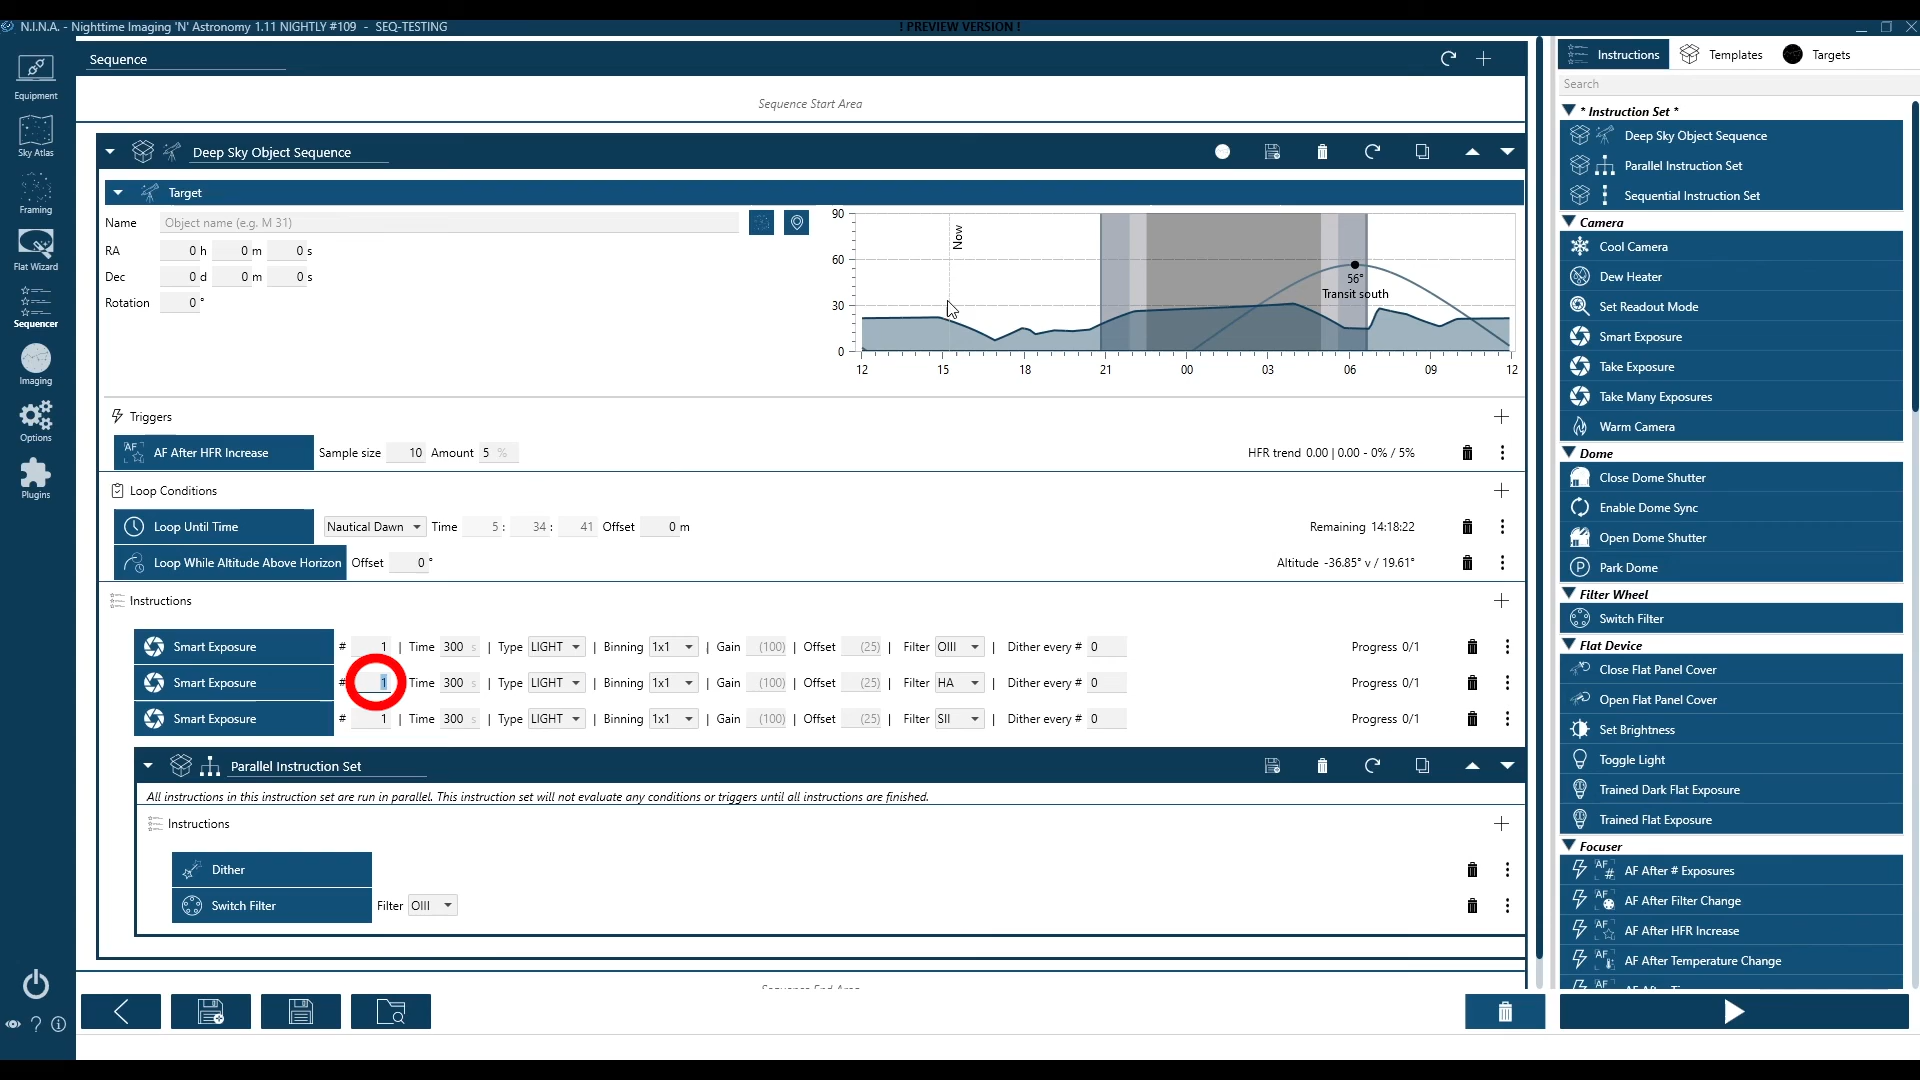 N.I.N.A. - Nighttime Imaging 'N' Astronomy 1.11 NIGHTLY #109 - SEQ-TESTING
! PREVIEW VERSION !
Equipment
Sky Atlas
Framing
Flat Wizard
Sequencer
Imaging
Options
Plugins
Sequence
Sequence Start Area
Deep Sky Object Sequence
Target
Name Object name (e.g. M 31)
RA 0 h 0 m 0 s
Dec 0 d 0 m 0 s
Rotation 0 °
90
60
30
0
Now
56°
Transit south
12 15 18 21 00 03 06 09 12
Triggers
AF After HFR Increase Sample size 10 Amount 5 % HFR trend 0.00 | 0.00 - 0% / 5%
Loop Conditions
Loop Until Time Nautical Dawn Time 5 : 34 : 41 Offset 0 m Remaining 14:18:22
Loop While Altitude Above Horizon Offset 0 ° Altitude -36.85° v / 19.61°
Instructions
Smart Exposure # 1 | Time 300 s | Type LIGHT | Binning 1x1 | Gain (100) | Offset (25) | Filter OIII | Dither every # 0 Progress 0/1
Smart Exposure # 1 Time 300 s | Type LIGHT | Binning 1x1 | Gain (100) | Offset (25) | Filter HA | Dither every # 0 Progress 0/1
Smart Exposure # 1 | Time 300 s | Type LIGHT | Binning 1x1 | Gain (100) | Offset (25) | Filter SII | Dither every # 0 Progress 0/1
Parallel Instruction Set
All instructions in this instruction set are run in parallel. This instruction set will not evaluate any conditions or triggers until all instructions are finished.
Instructions
Dither
Switch Filter Filter OIII
Sequence End Area
Instructions Templates Targets
Search
* Instruction Set *
Deep Sky Object Sequence
Parallel Instruction Set
Sequential Instruction Set
Camera
Cool Camera
Dew Heater
Set Readout Mode
Smart Exposure
Take Exposure
Take Many Exposures
Warm Camera
Dome
Close Dome Shutter
Enable Dome Sync
Open Dome Shutter
Park Dome
Filter Wheel
Switch Filter
Flat Device
Close Flat Panel Cover
Open Flat Panel Cover
Set Brightness
Toggle Light
Trained Dark Flat Exposure
Trained Flat Exposure
Focuser
AF After # Exposures
AF After Filter Change
AF After HFR Increase
AF After Temperature Change